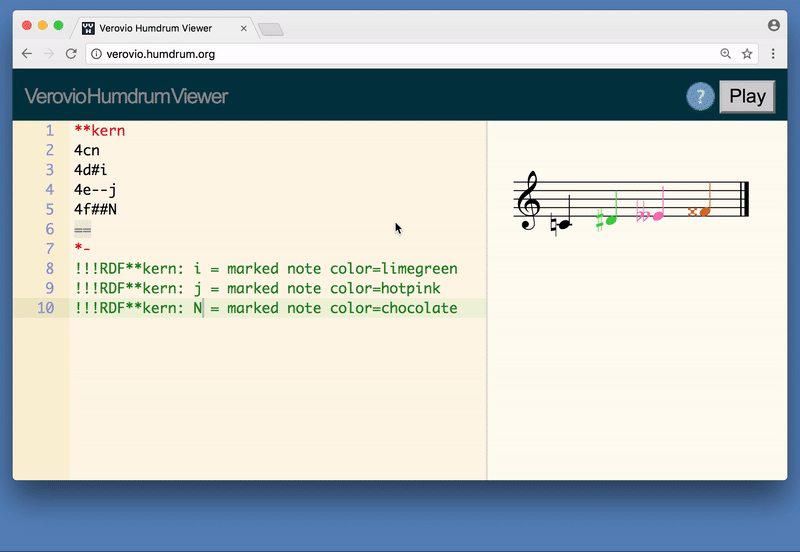 Verovio Humdrum Viewer
verovio.humdrum.org
VerovioHumdrumViewer
?
Play
1 **kern
2 4cn
3 4d#i
4 4e--j
5 4f##N
6 ==
7 *-
8 !!!RDF**kern: i = marked note color=limegreen
9 !!!RDF**kern: j = marked note color=hotpink
10 !!!RDF**kern: N = marked note color=chocolate